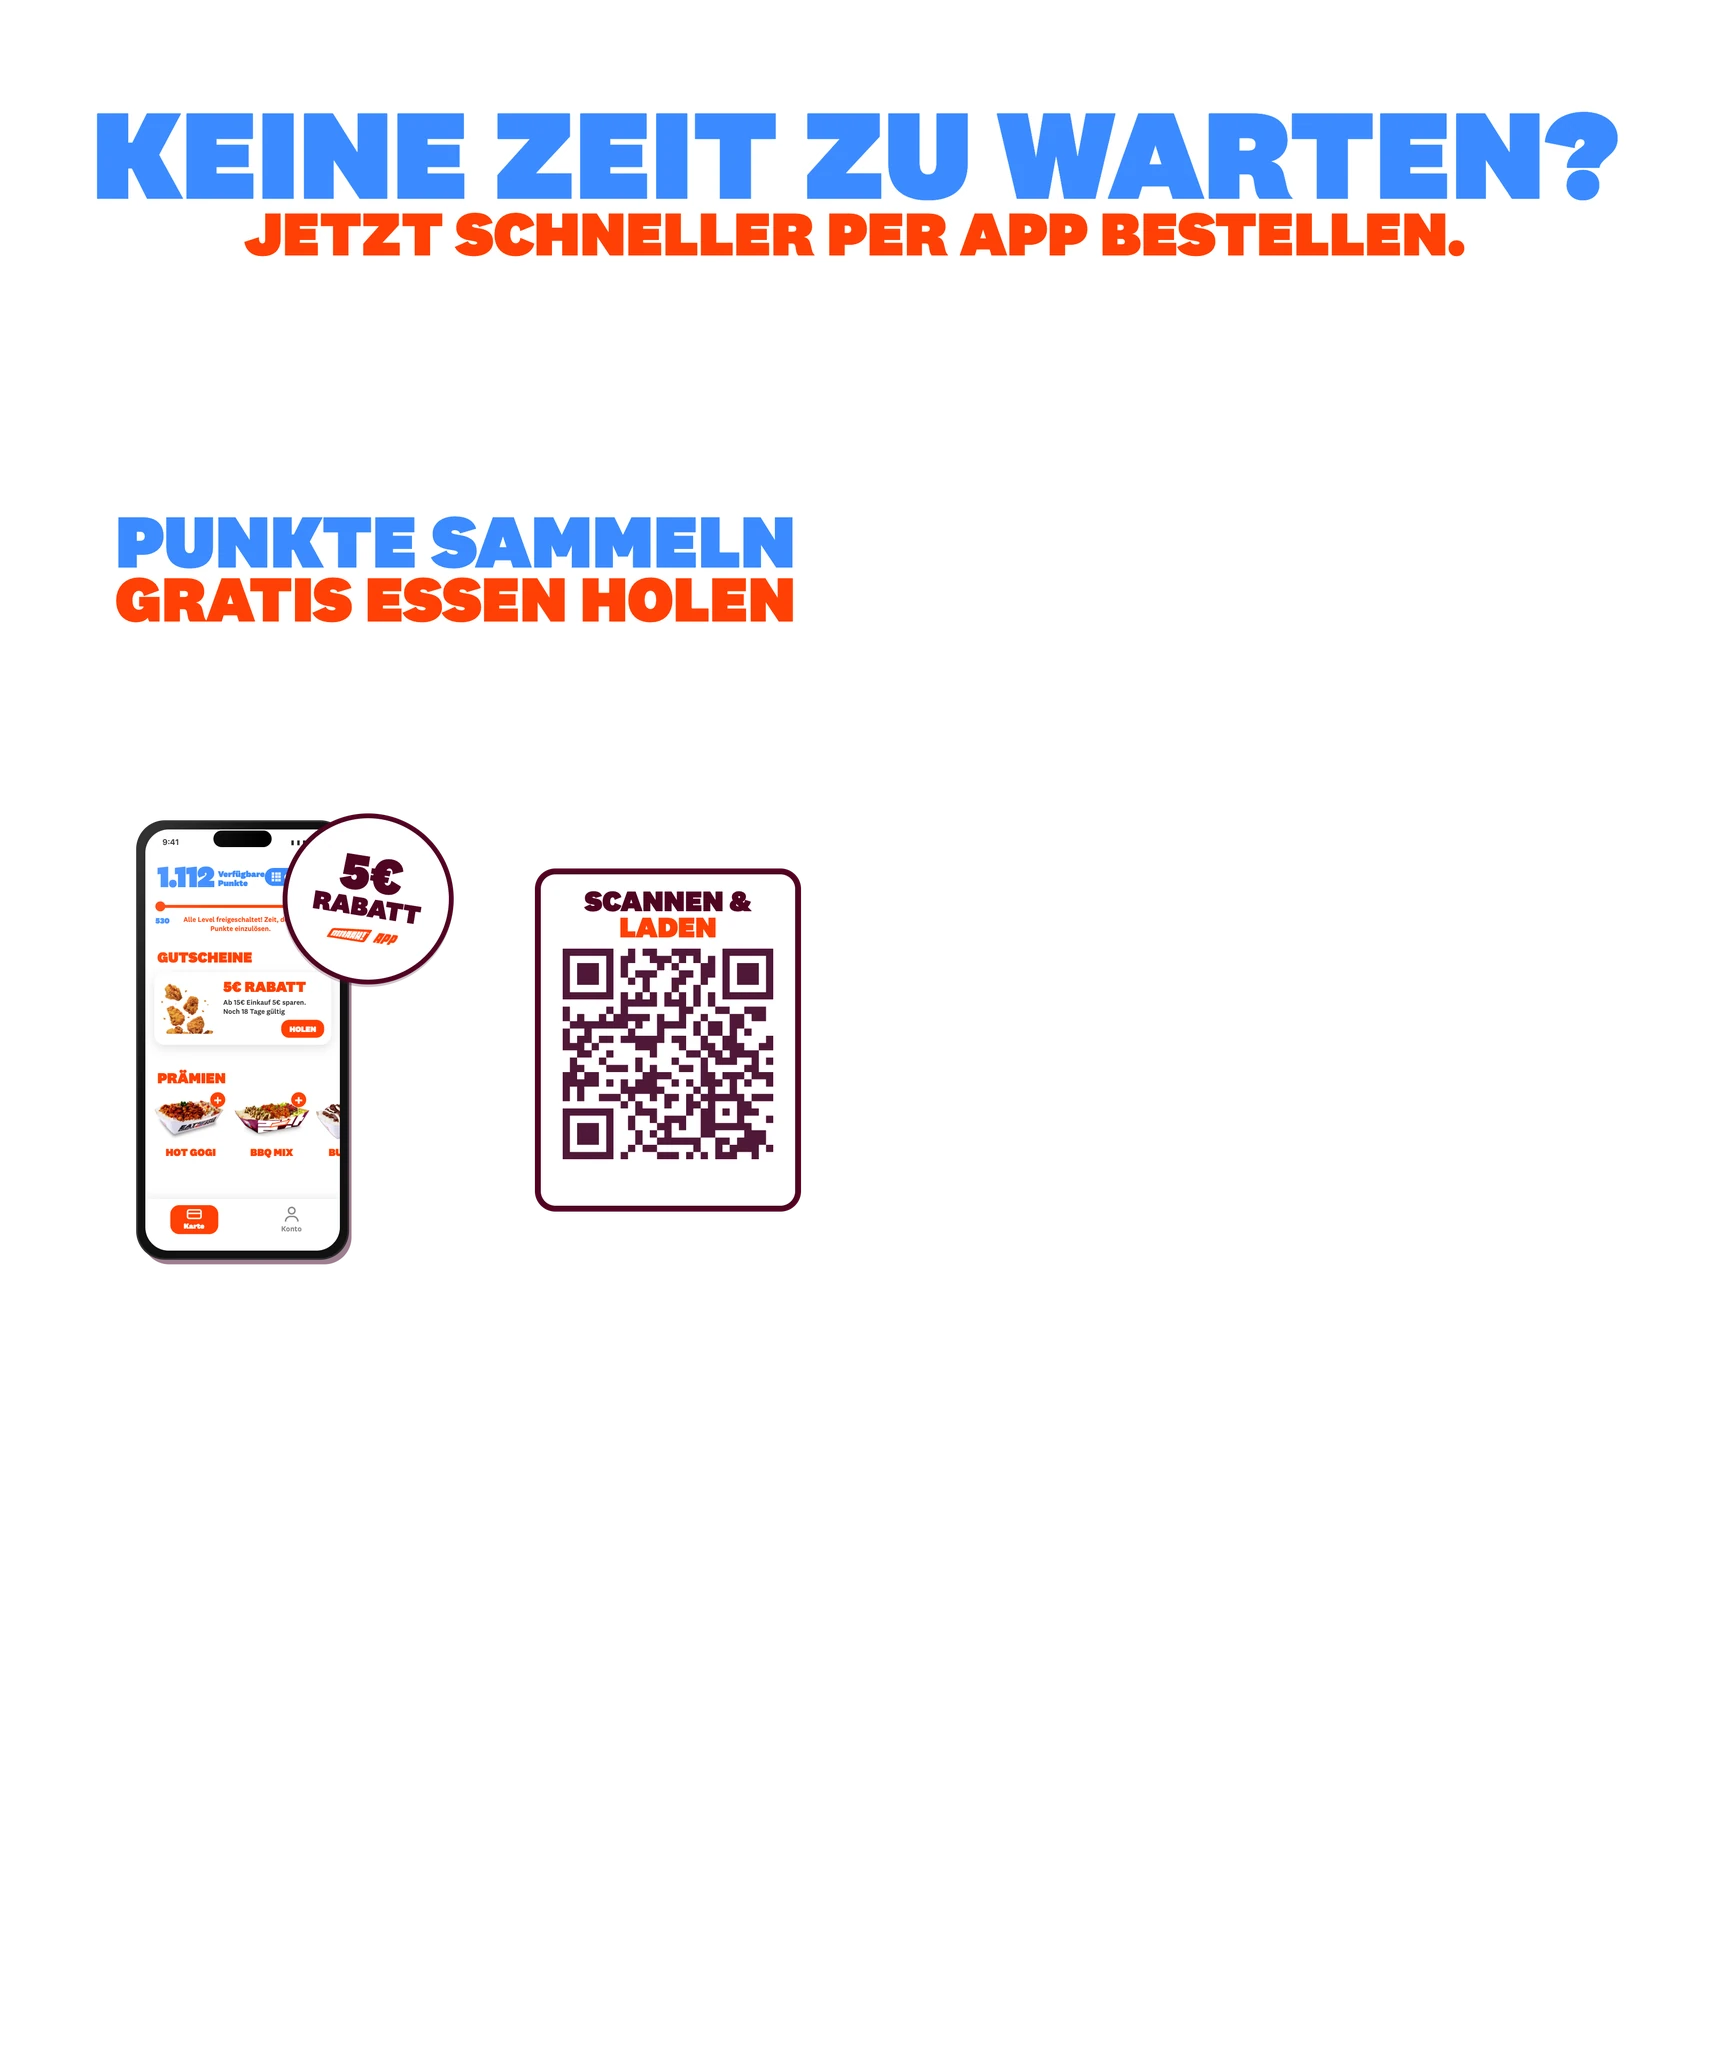 KEINE ZEIT ZU WARTEN?
JETZT SCHNELLER PER APP BESTELLEN.
PUNKTE SAMMELN
GRATIS ESSEN HOLEN
9:41
1.112 Verfügbare
Punkte
530
Alle Level freigeschaltet! Zeit,
Punkte einzulösen.
GUTSCHEINE
5€ RABATT
Ab 15€ Einkauf 5€ sparen.
Noch 18 Tage gültig
HOLEN
PRÄMIEN
HOT GOGI
BBQ MIX
Karte
Konto
5€
RABATT
APP
SCANNEN &
LADEN